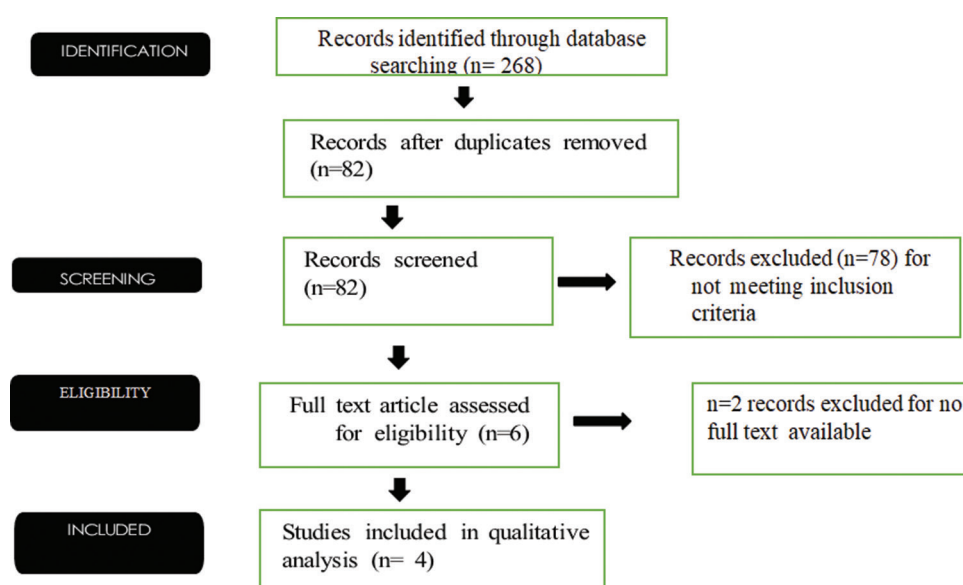 IDENTIFICATION
Records identified through database
searching (n= 268)
Records after duplicates removed
(n=82)
SCREENING
Records screened
(n=82)
Records excluded (n=78) for
not meeting inclusion
criteria
ELIGIBILITY
Full text article assessed
for eligibility (n=6)
n=2 records excluded for no
full text available
INCLUDED
Studies included in qualitative
analysis (n= 4)